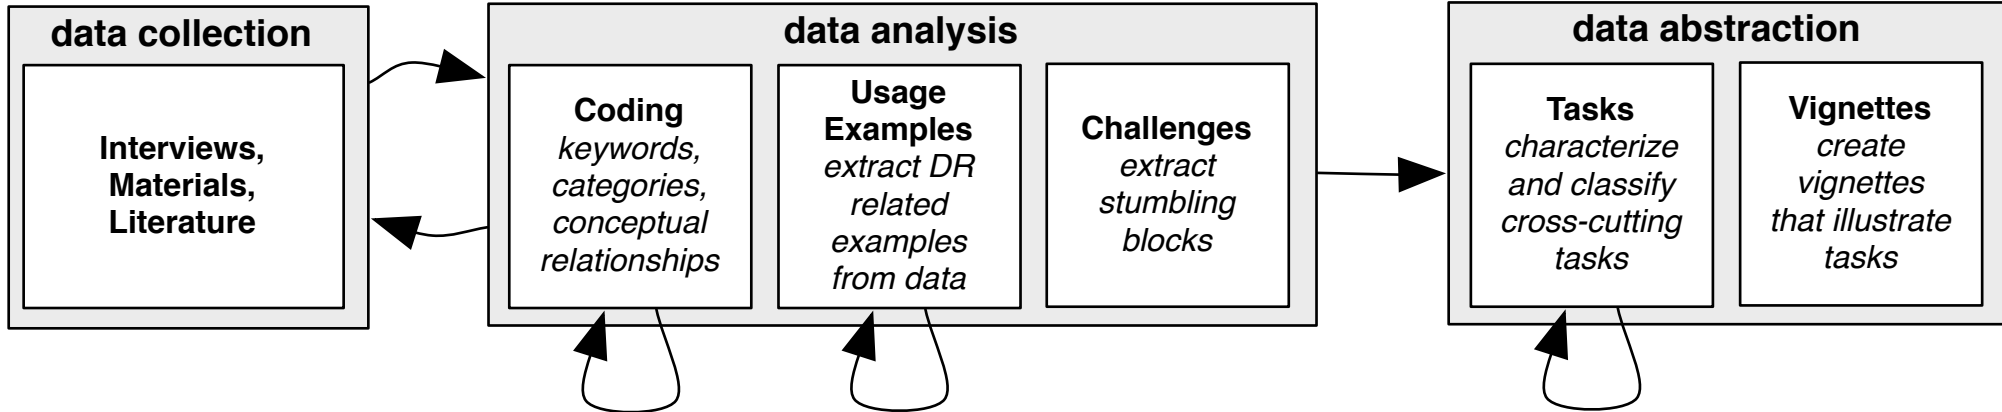 data collection
Interviews,
Materials,
Literature
data analysis
Coding
keywords,
categories,
conceptual
relationships
Usage
Examples
extract DR
related
examples
from data
Challenges
extract
stumbling
blocks
data abstraction
Tasks
characterize
and classify
cross-cutting
tasks
Vignettes
create
vignettes
that illustrate
tasks